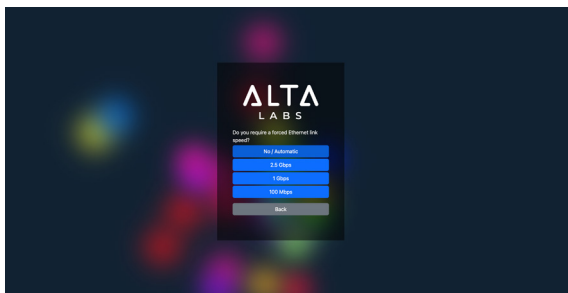 ALTA
LABS
Do you require a forced Ethernet link
speed?
No / Automatic
2.5 Gbps
1 Gbps
100 Mbps
Back